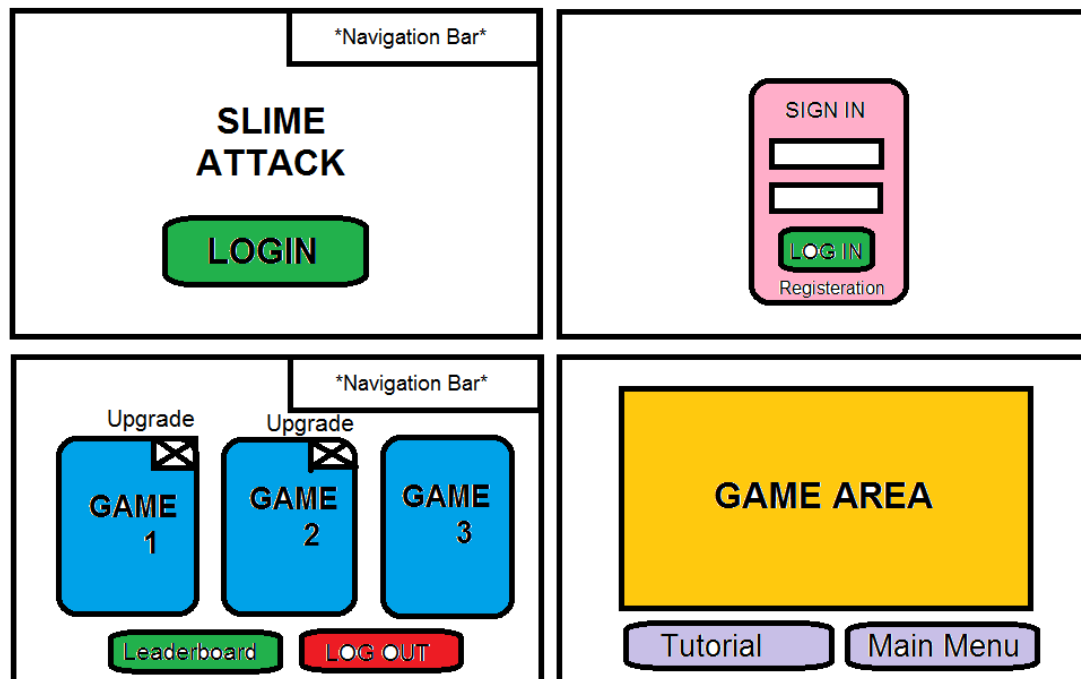 *Navigation Bar*
SLIME
ATTACK
LOGIN
SIGN IN
LOG IN
Registeration
*Navigation Bar*
Upgrade
Upgrade
GAME
1
GAME
2
GAME
3
Leaderboard
LOG OUT
GAME AREA
Tutorial
Main Menu